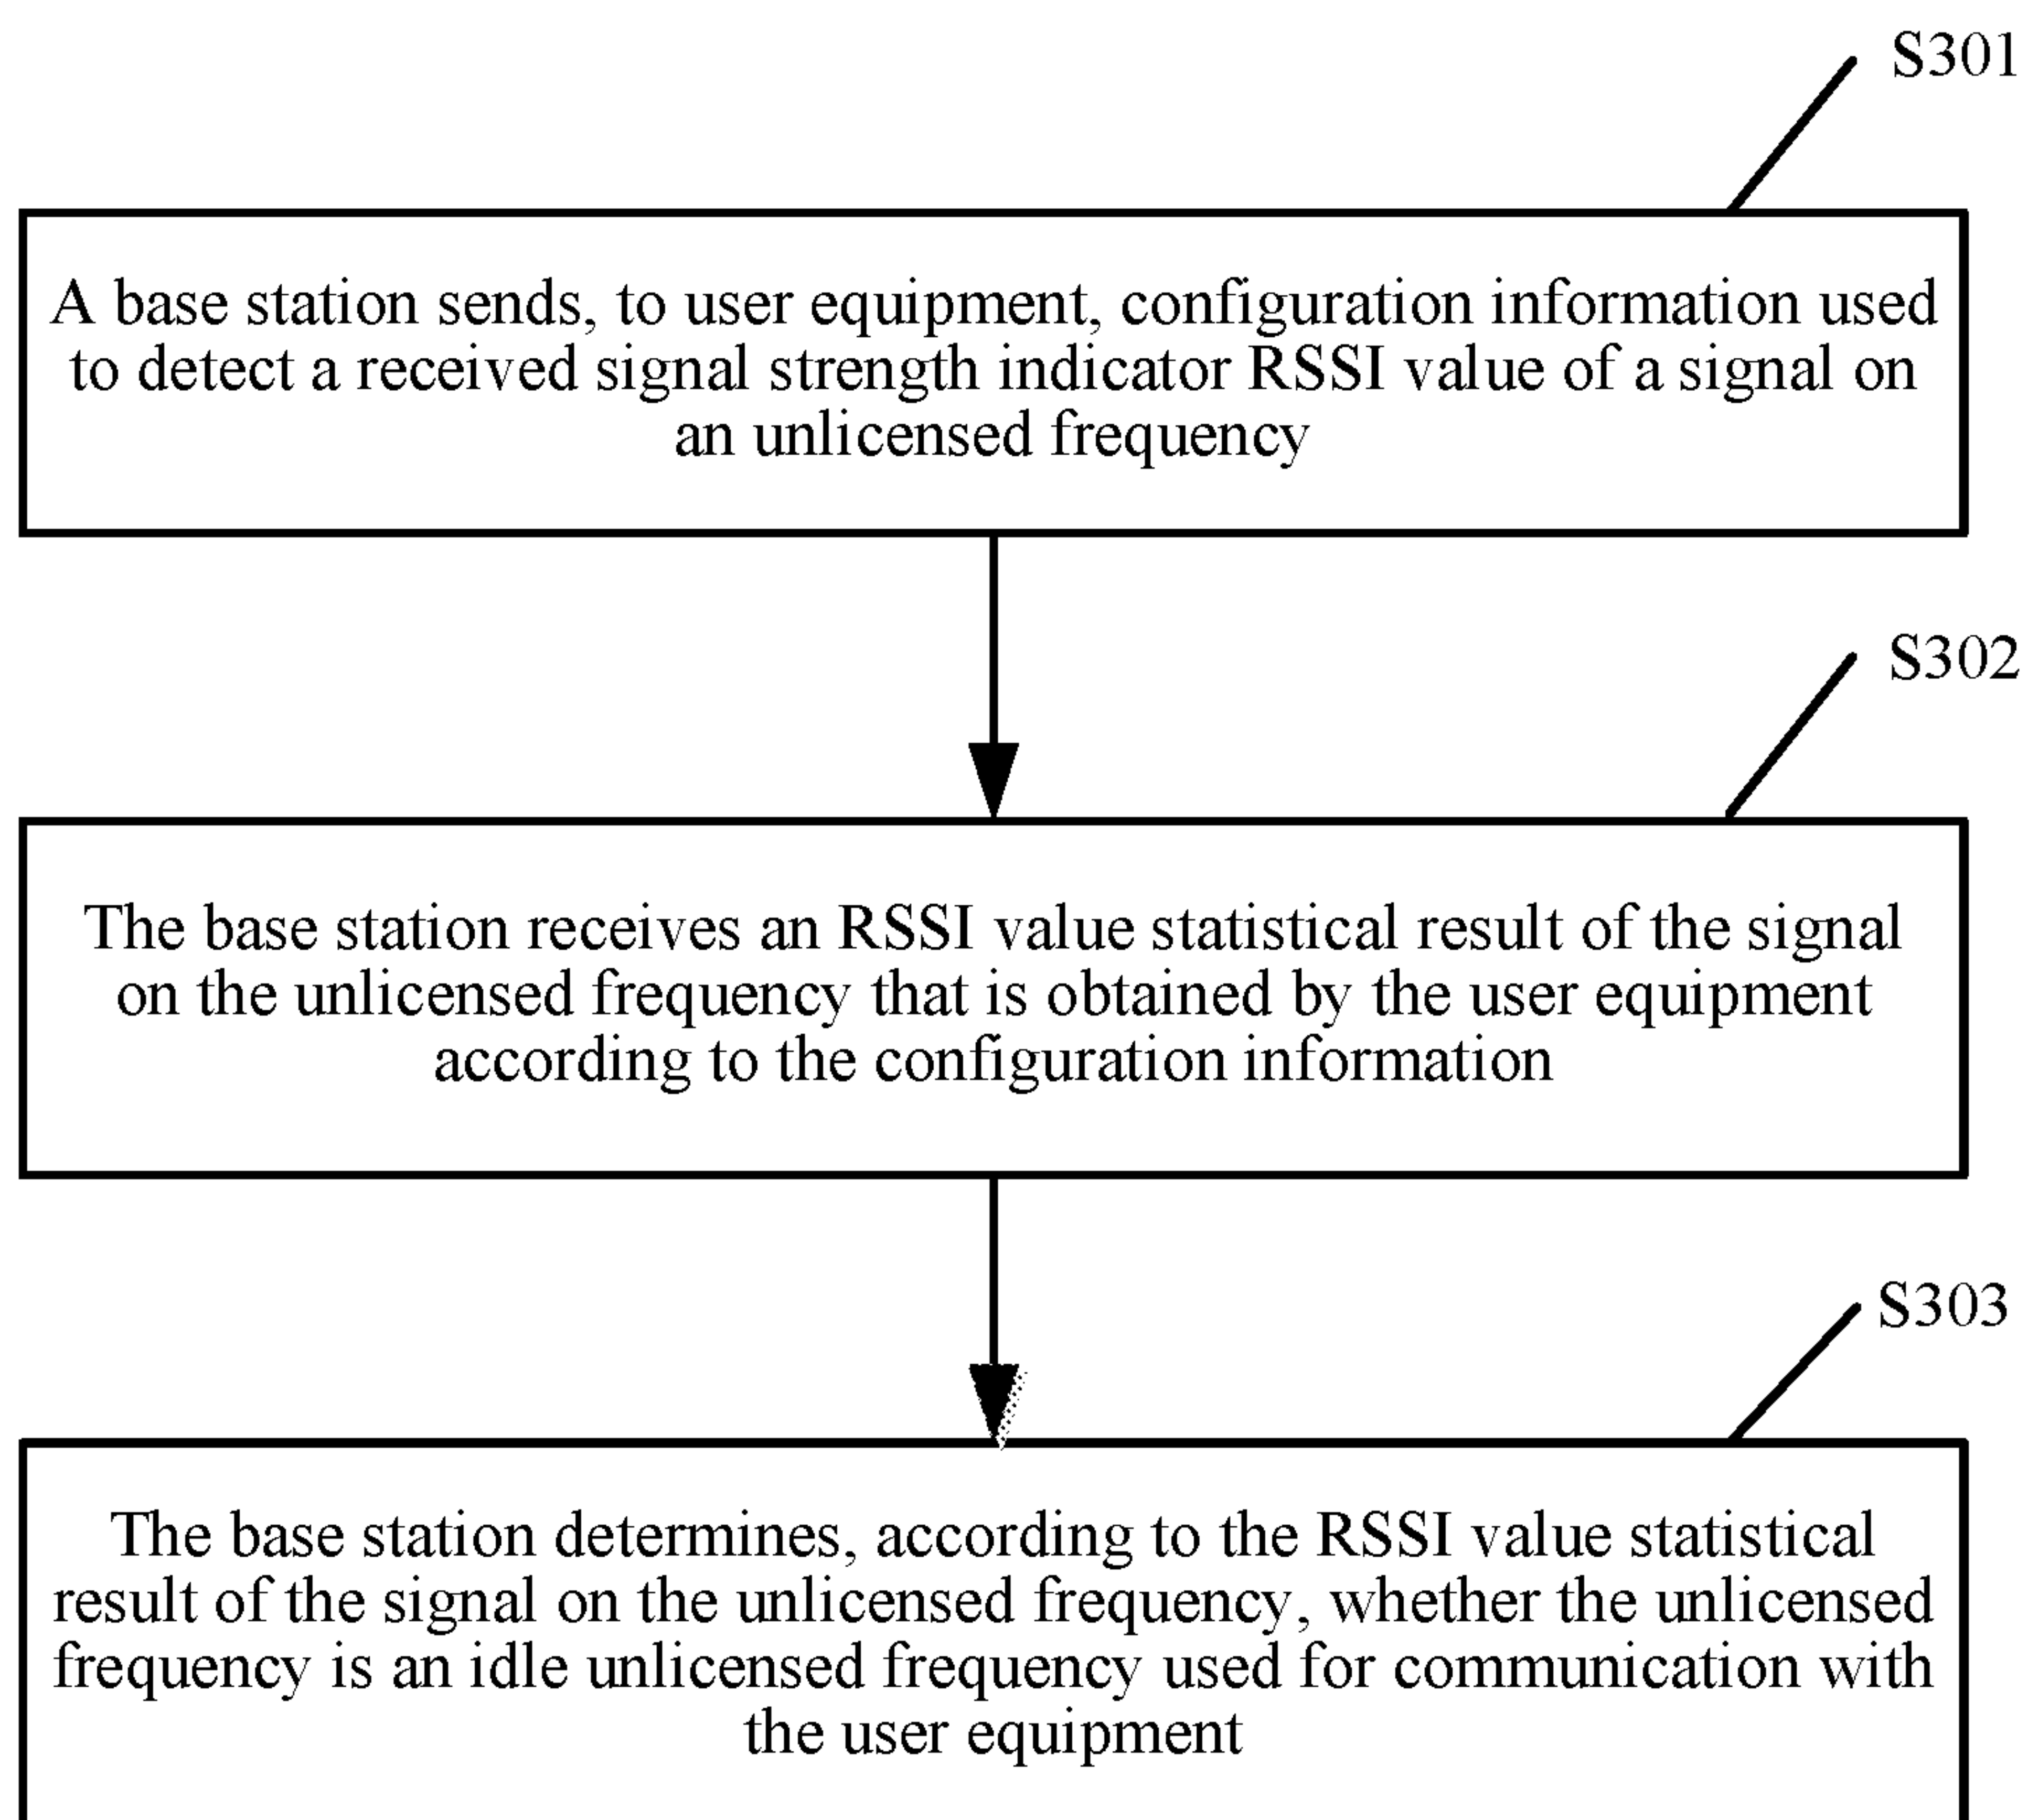 S301
A base station sends, to user equipment, configuration information used
to detect a received signal strength indicator RSSI value of a signal on
an unlicensed frequency
S302
The base station receives an RSSI value statistical result of the signal
on the unlicensed frequency that is obtained by the user equipment
according to the configuration information
S303
The base station determines, according to the RSSI value statistical
result of the signal on the unlicensed frequency, whether the unlicensed
frequency is an idle unlicensed frequency used for communication with
the user equipment